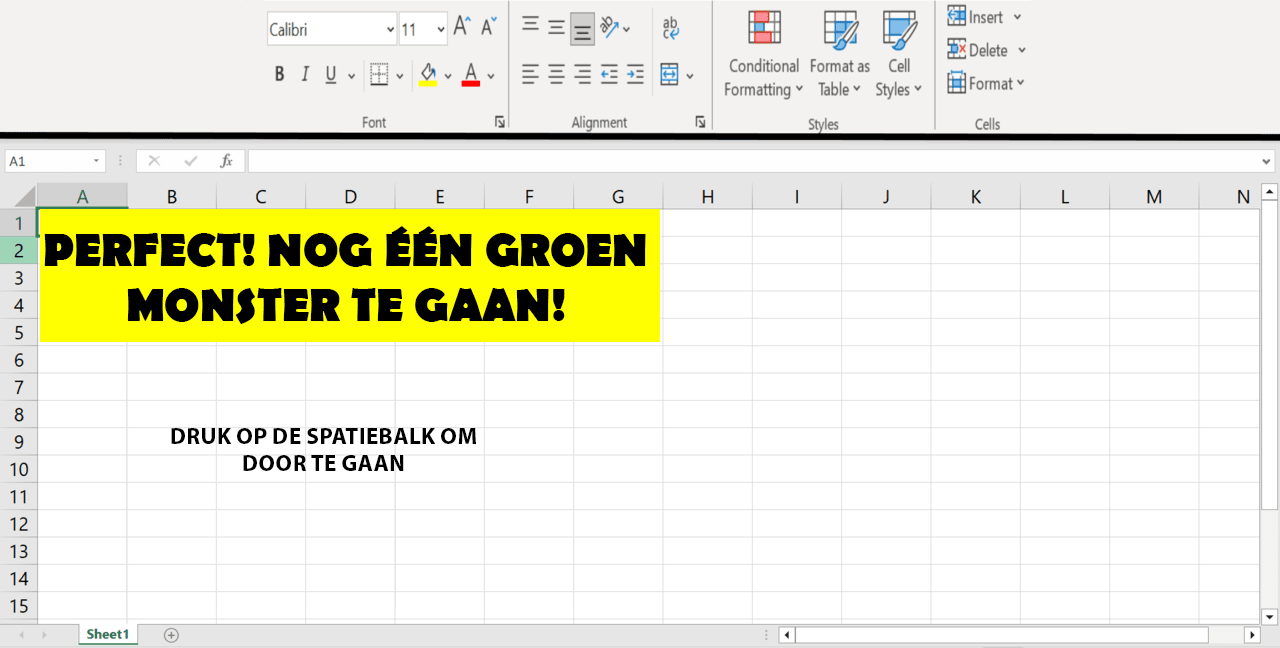 Calibri 11
B I U
Font
Alignment
ab
c
Conditional Formatting
Format as Table
Cell Styles
Styles
Insert
Delete
Format
Cells
A1 fx
A B C D E F G H I J K L M N
1
2
3
4
5
6
7
8
9
10
11
12
13
14
15
PERFECT! NOG ÉÉN GROEN
MONSTER TE GAAN!
DRUK OP DE SPATIEBALK OM
DOOR TE GAAN
Sheet1